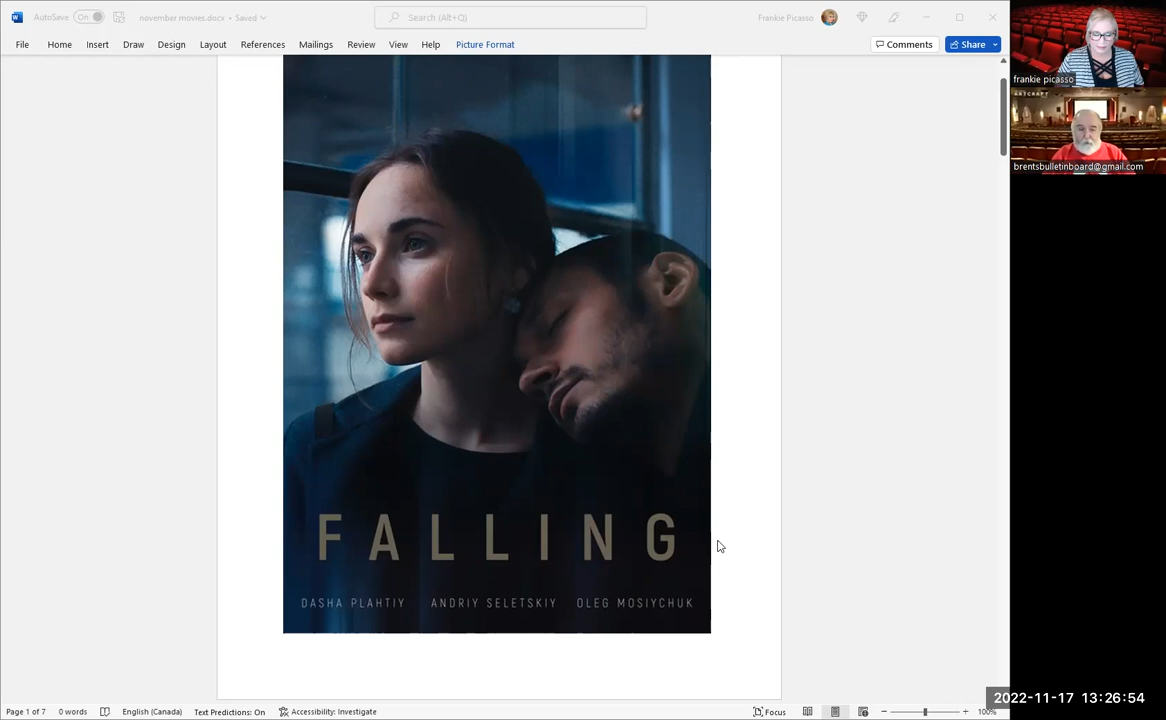 AutoSave On november.movies.docx • Saved Search (Alt+Q) Frankie Picasso
File Home Insert Draw Design Layout References Mailings Review View Help Picture Format Comments Share
frankie picasso
ARTCRAFT
brentsbulletinboard@gmail.com
FALLING
DASHA PLAHTIY ANDRIY SELETSKIY OLEG MOSIYCHUK
2022-11-17 13:26:54
Page 1 of 7 0 words English (Canada) Text Predictions: On Accessibility: Investigate Focus 100%